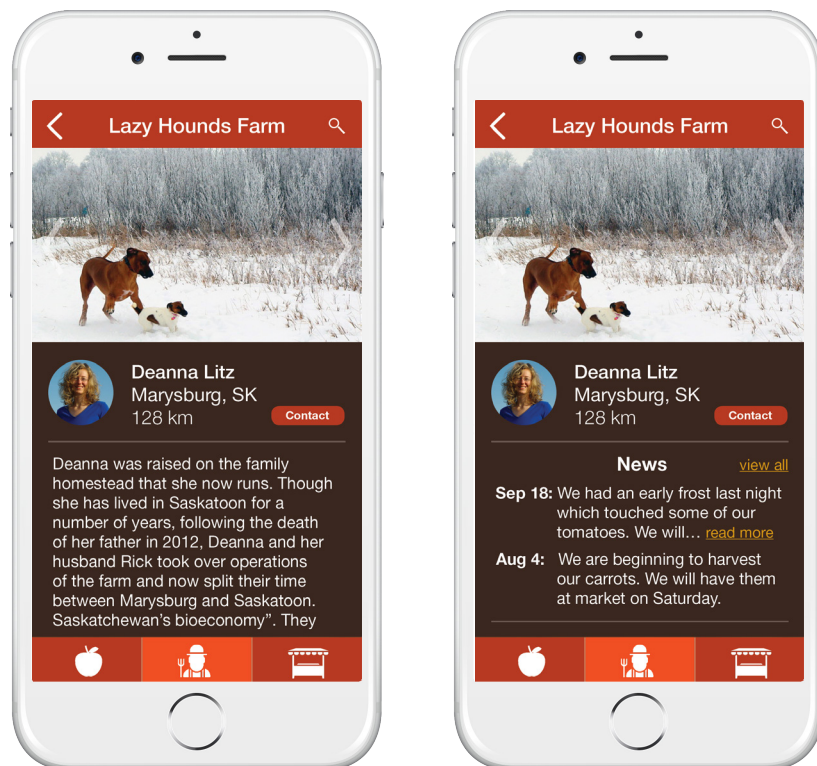 Lazy Hounds Farm
Deanna Litz
Marysburg, SK
128 km
Contact
Deanna was raised on the family
homestead that she now runs. Though
she has lived in Saskatoon for a
number of years, following the death
of her father in 2012, Deanna and her
husband Rick took over operations
of the farm and now split their time
between Marysburg and Saskatoon.
Saskatchewan's bioeconomy”. They
Lazy Hounds Farm
Deanna Litz
Marysburg, SK
128 km
Contact
News view all
Sep 18: We had an early frost last night
which touched some of our
tomatoes. We will… read more
Aug 4: We are beginning to harvest
our carrots. We will have them
at market on Saturday.